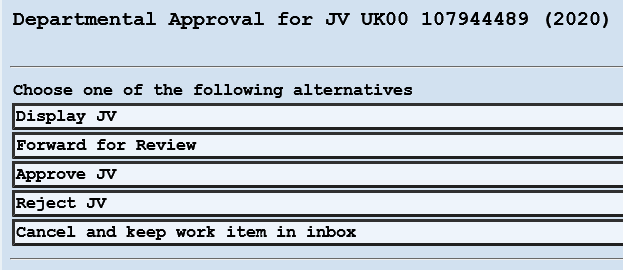 Departmental Approval for JV UK00 107944489 (2020)
Choose one of the following alternatives
Display JV
Forward for Review
Approve JV
Reject JV
Cancel and keep work item in inbox